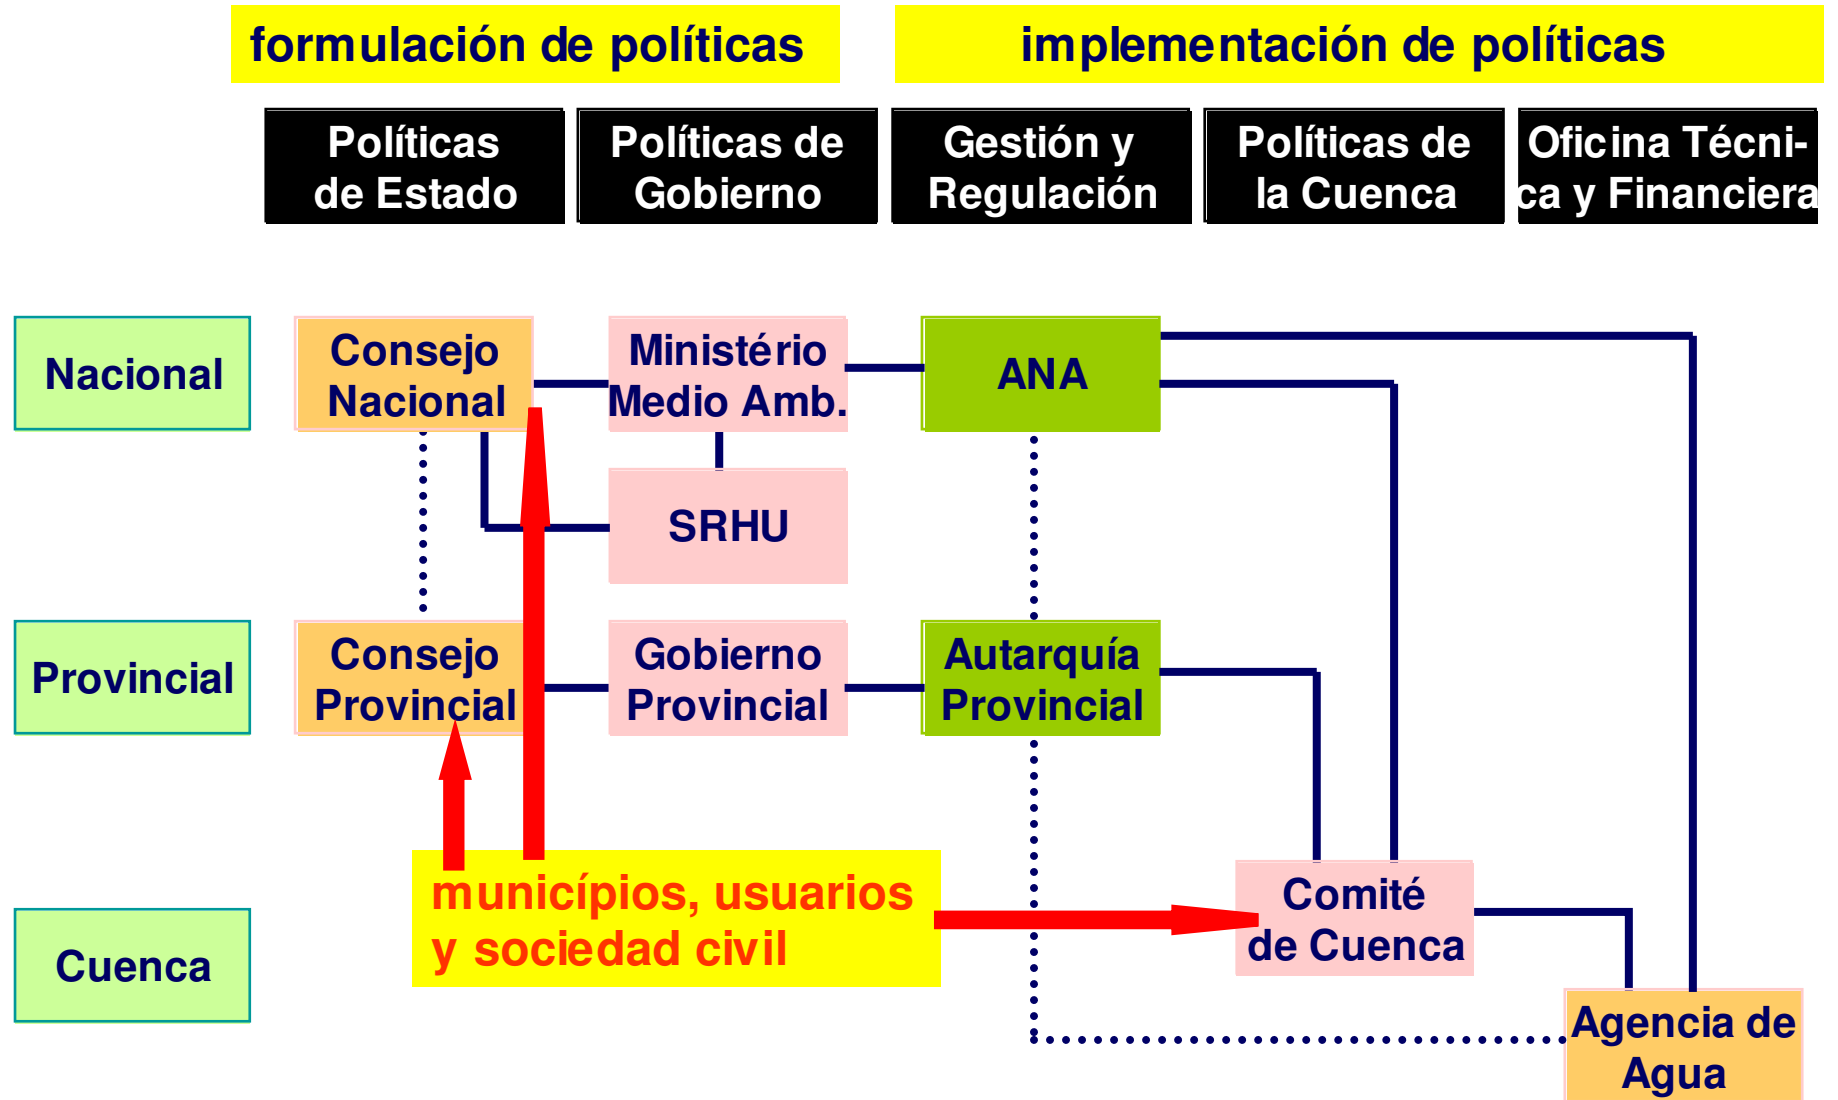 formulación de políticas
implementación de políticas
Políticas
de Estado
Políticas de
Gobierno
Gestión y
Regulación
Políticas de
la Cuenca
Oficina Técni-
ca y Financiera
Nacional
Consejo
Nacional
Ministério
Medio Amb.
ANA
SRHU
Provincial
Consejo
Provincial
Gobierno
Provincial
Autarquía
Provincial
municípios, usuarios
y sociedad civil
Cuenca
Comité
de Cuenca
Agencia de
Agua